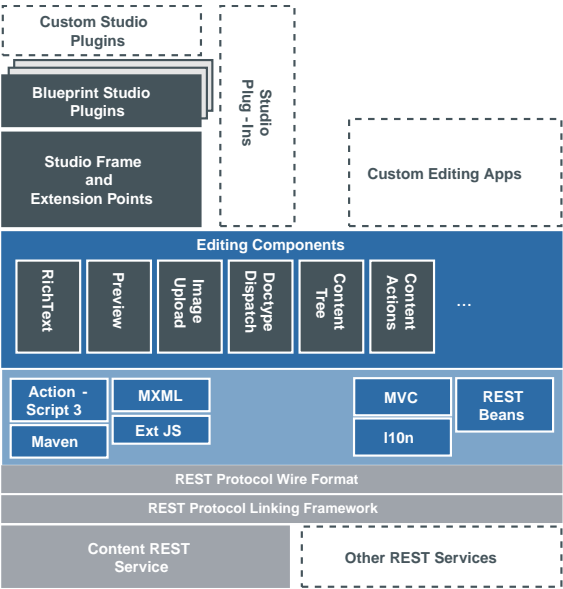 Custom Studio
Plugins
Blueprint Studio
Plugins
Studio Frame
and
Extension Points
Studio
Plug - Ins
Custom Editing Apps
Editing Components
RichText
Preview
Image
Upload
Doctype
Dispatch
Content
Tree
Content
Actions
...
Action -
Script 3
Maven
MXML
Ext JS
MVC
l10n
REST
Beans
REST Protocol Wire Format
REST Protocol Linking Framework
Content REST
Service
Other REST Services